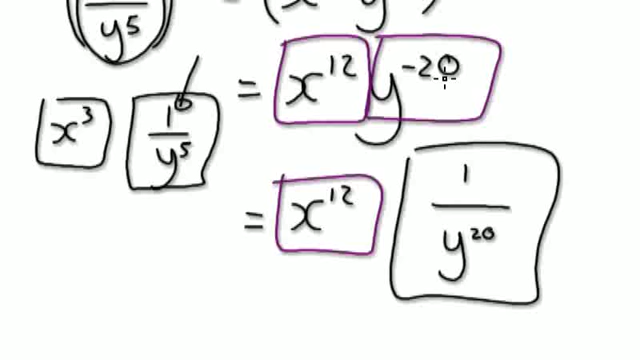 y⁵ = (x y )
x³ 1/y⁵ = x¹² y⁻²⁰
= x¹² 1/y²⁰